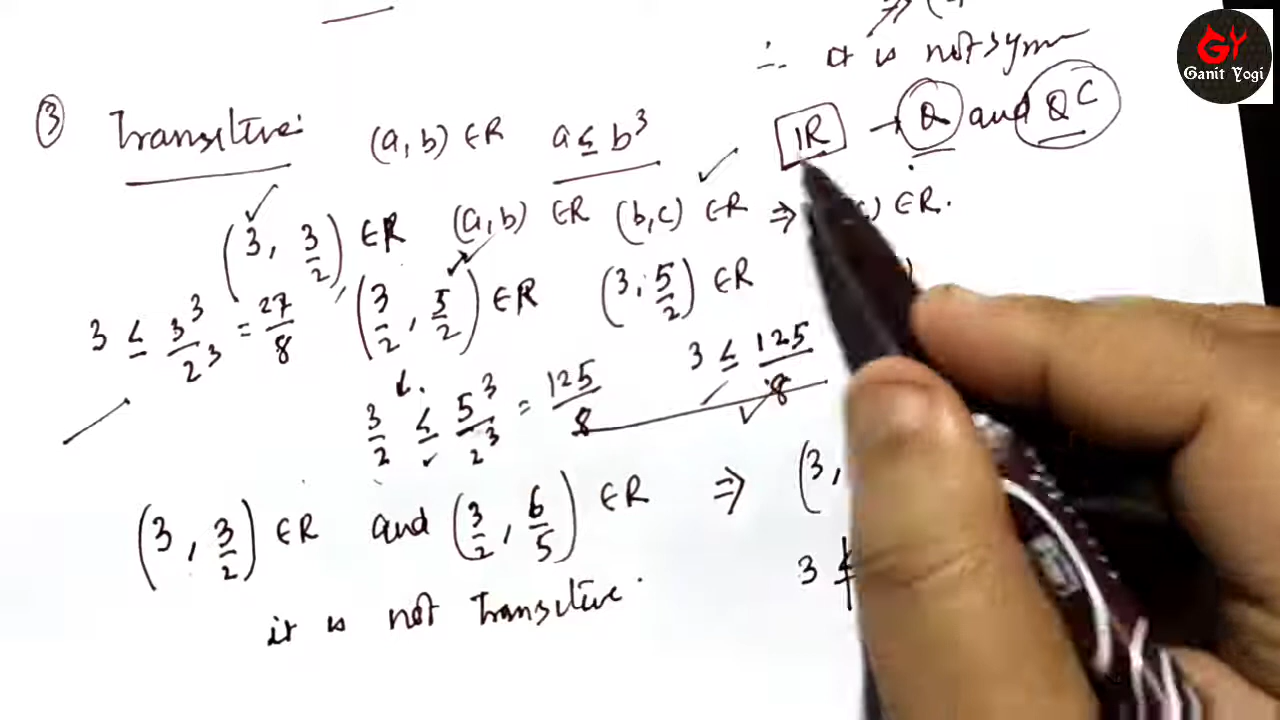 ∴ it is not sym
GY
Ganit Yogi
③ Transitive: (a, b) ∈R a ≤ b³ IR → Q and Q^C
(a, b) ∈R (b, c) ∈R ⇒ c) ∈R.
(3, 3/2) ∈R (3/2, 5/2) ∈R (3, 5/2) ∈R
3 ≤ 3³/2³ = 27/8
3/2 ≤ 5³/2³ = 125/8 3 ≤ 125/8
(3, 3/2) ∈R and (3/2, 6/5) ∈R ⇒ (3,
it is not Transitive. 3